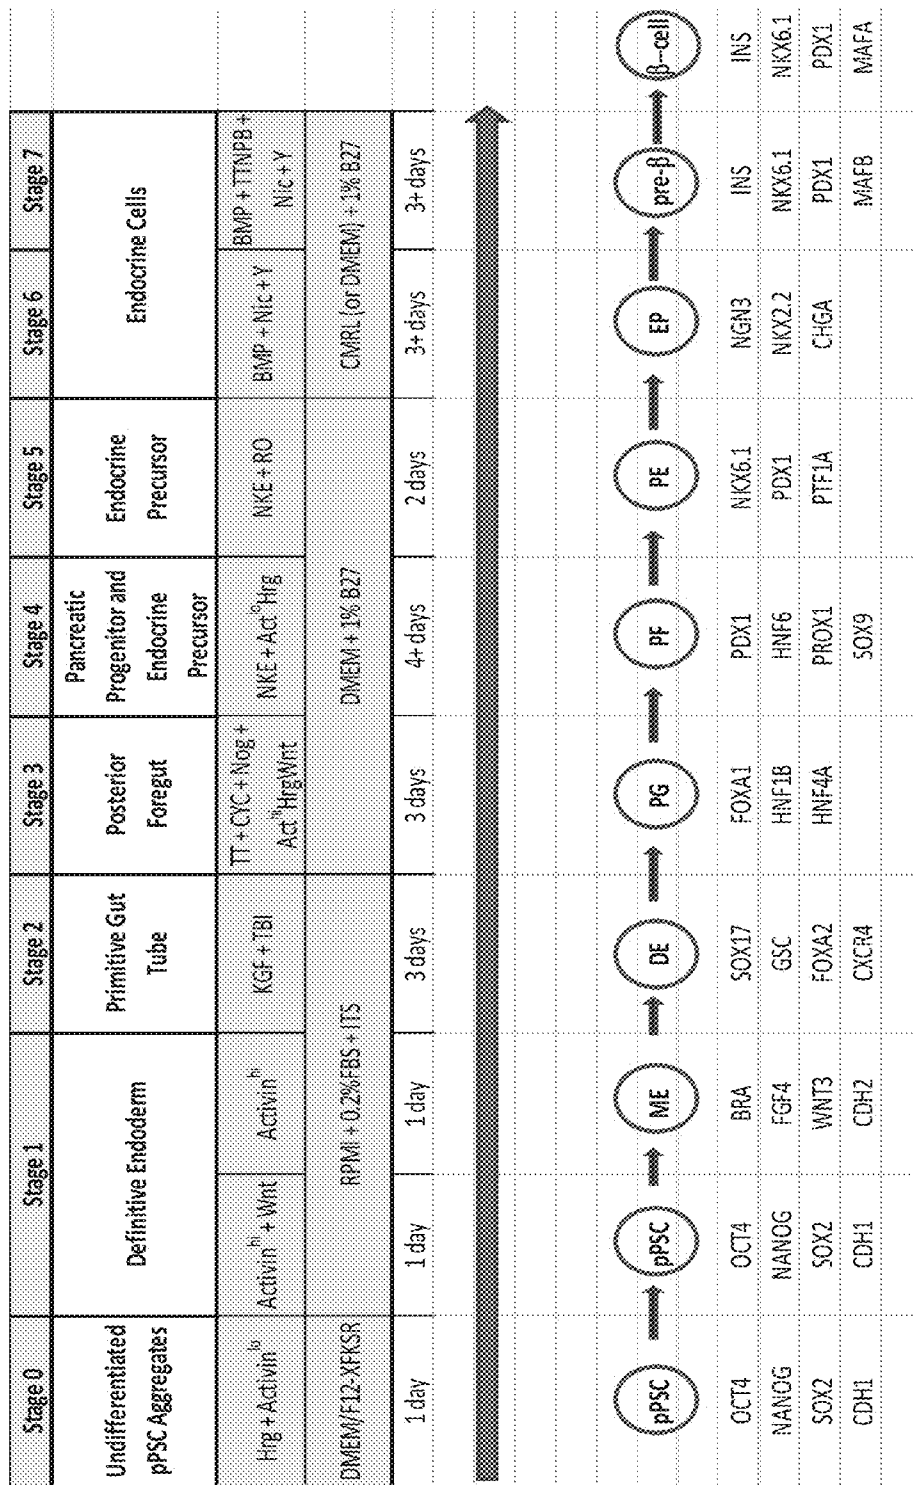 Stage 0
Stage 1
Stage 2
Stage 3
Stage 4
Stage 5
Stage 6
Stage 7
Undifferentiated
pPSC Aggregates
Definitive Endoderm
Primitive Gut
Tube
Posterior
Foregut
Pancreatic
Progenitor and
Endocrine
Precursor
Endocrine
Precursor
Endocrine Cells
Hrg + Activin^lo
Activin^hi + Wnt
Activin^hi
KGF + TBI
TT + CYC + Nog +
Act^hi HrgWnt
NKE + Act^lo Hrg
NKE + RO
BMP + Nic + Y
BMP + TTNPB +
Nic + Y
DMEM/F12-XFKSR
RPMI + 0.2%FBS + ITS
DMEM + 1% B27
CMRL (or DMEM) + 1% B27
1 day
1 day
1 day
3 days
3 days
4+ days
2 days
3+ days
3+ days
pPSC
pPSC
ME
DE
PG
PF
PE
EP
pre-β
β-cell
OCT4
OCT4
BRA
SOX17
FOXA1
PDX1
NKX6.1
NGN3
INS
INS
NANOG
NANOG
FGF4
GSC
HNF1B
HNF6
PDX1
NKX2.2
NKX6.1
NKX6.1
SOX2
SOX2
WNT3
FOXA2
HNF4A
PROX1
PTF1A
CHGA
PDX1
PDX1
CDH1
CDH1
CDH2
CXCR4
SOX9
MAFB
MAFA